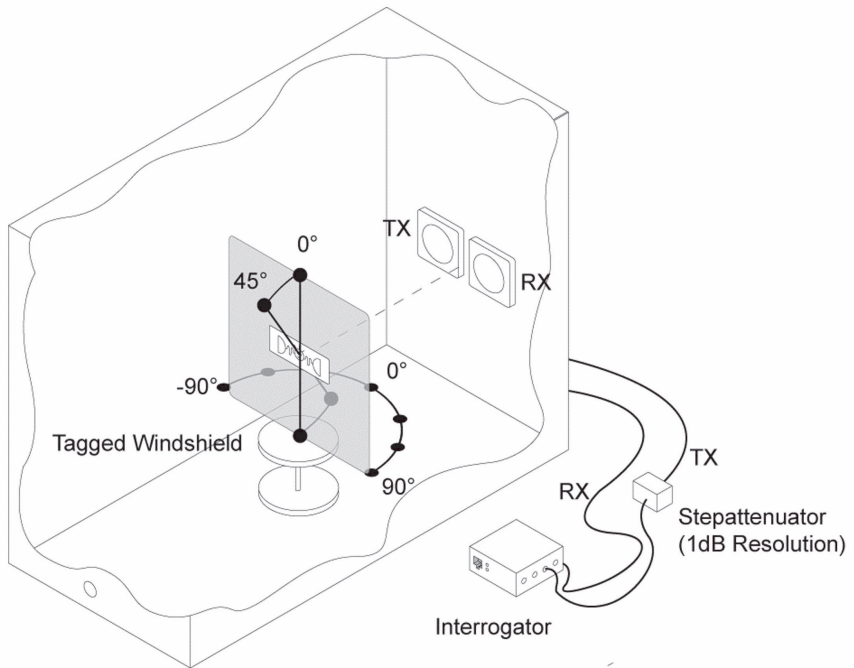 TX
0°
RX
45°
0°
-90°
Tagged Windshield
90°
TX
RX
Stepattenuator
(1dB Resolution)
Interrogator